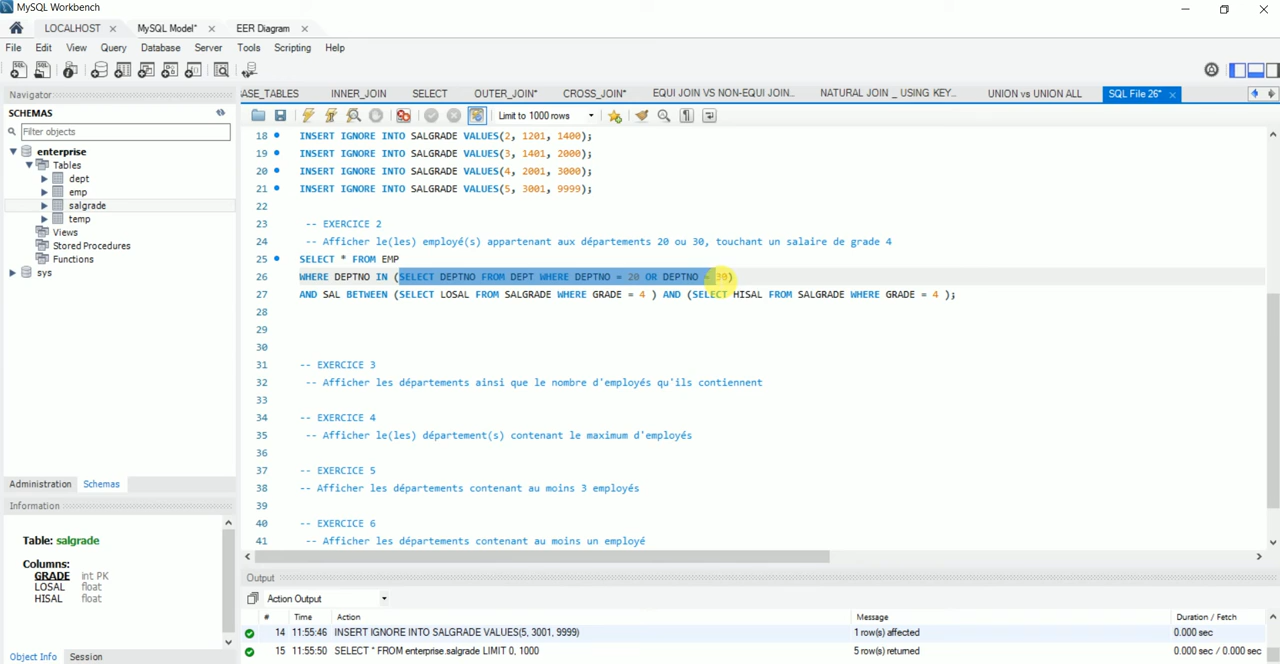 MySQL Workbench
LOCALHOST MySQL Model* EER Diagram
File Edit View Query Database Server Tools Scripting Help
Navigator
SCHEMAS
Filter objects
enterprise
Tables
dept
emp
salgrade
temp
Views
Stored Procedures
Functions
sys
Administration Schemas
Information
Table: salgrade
Columns:
GRADE int PK
LOSAL float
HISAL float
Object Info Session
ASE_TABLES INNER_JOIN SELECT OUTER_JOIN* CROSS_JOIN* EQUI JOIN VS NON-EQUI JOIN... NATURAL JOIN _ USING KEY... UNION vs UNION ALL SQL File 26*
Limit to 1000 rows
18 INSERT IGNORE INTO SALGRADE VALUES(2, 1201, 1400);
19 INSERT IGNORE INTO SALGRADE VALUES(3, 1401, 2000);
20 INSERT IGNORE INTO SALGRADE VALUES(4, 2001, 3000);
21 INSERT IGNORE INTO SALGRADE VALUES(5, 3001, 9999);
22
23 -- EXERCICE 2
24 -- Afficher le(les) employé(s) appartenant aux départements 20 ou 30, touchant un salaire de grade 4
25 SELECT * FROM EMP
26 WHERE DEPTNO IN (SELECT DEPTNO FROM DEPT WHERE DEPTNO = 20 OR DEPTNO = 30)
27 AND SAL BETWEEN (SELECT LOSAL FROM SALGRADE WHERE GRADE = 4 ) AND (SELECT HISAL FROM SALGRADE WHERE GRADE = 4 );
28
29
30
31 -- EXERCICE 3
32 -- Afficher les départements ainsi que le nombre d'employés qu'ils contiennent
33
34 -- EXERCICE 4
35 -- Afficher le(les) département(s) contenant le maximum d'employés
36
37 -- EXERCICE 5
38 -- Afficher les départements contenant au moins 3 employés
39
40 -- EXERCICE 6
41 -- Afficher les départements contenant au moins un employé
Output
Action Output
# Time Action Message Duration / Fetch
14 11:55:46 INSERT IGNORE INTO SALGRADE VALUES(5, 3001, 9999) 1 row(s) affected 0.000 sec
15 11:55:50 SELECT * FROM enterprise.salgrade LIMIT 0, 1000 5 row(s) returned 0.000 sec / 0.000 sec